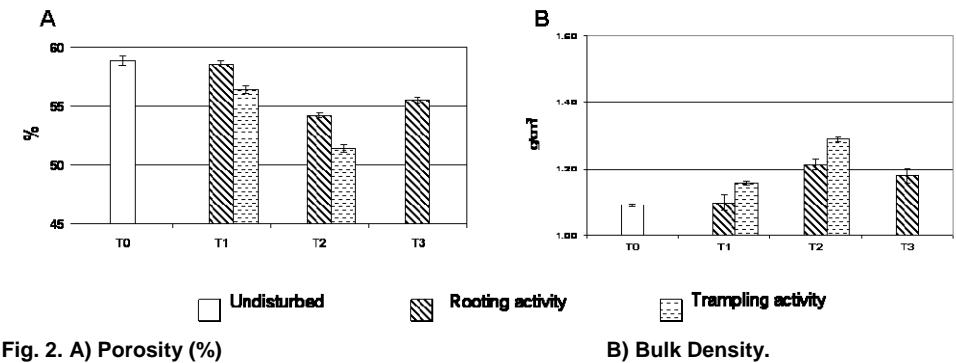 A
60
55
50
45
%
T0 T1 T2 T3
B
1.60
1.40
1.20
1.00
g/cm³
T0 T1 T2 T3
Undisturbed Rooting activity Trampling activity
Fig. 2. A) Porosity (%) B) Bulk Density.